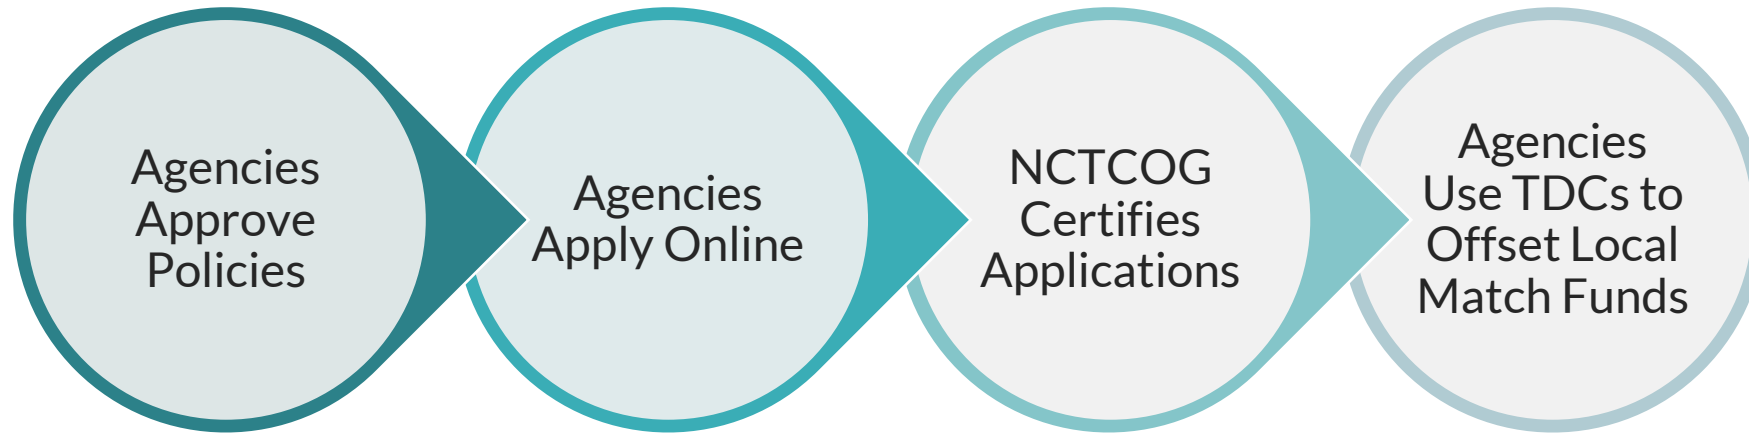 Agencies
Approve
Policies
Agencies
Apply Online
NCTCOG
Certifies
Applications
Agencies
Use TDCs to
Offset Local
Match Funds